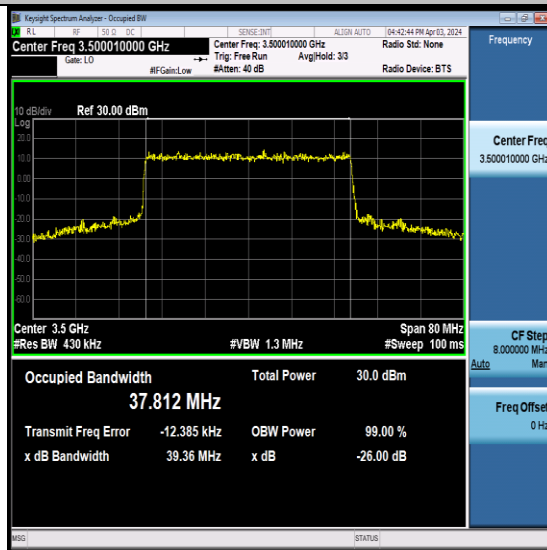 Keysight Spectrum Analyzer - Occupied BW
RL RF 50 Ω DC SENSE:INT ALIGN AUTO 04:42:44 PM Apr 03, 2024
Center Freq 3.500010000 GHz
Center Freq: 3.500010000 GHz
Radio Std: None
Gate: LO
Trig: Free Run Avg|Hold: 3/3
#IFGain:Low #Atten: 40 dB Radio Device: BTS
Frequency
10 dB/div Ref 30.00 dBm
Log
20.0
10.0
0.00
-10.0
-20.0
-30.0
-40.0
-50.0
-60.0
Center Freq
3.500010000 GHz
Center 3.5 GHz Span 80 MHz
#Res BW 430 kHz #VBW 1.3 MHz #Sweep 100 ms
CF Step
8.000000 MHz
Auto Man
Occupied Bandwidth Total Power 30.0 dBm
37.812 MHz
Transmit Freq Error -12.385 kHz OBW Power 99.00 %
x dB Bandwidth 39.36 MHz x dB -26.00 dB
Freq Offset
0 Hz
MSG STATUS